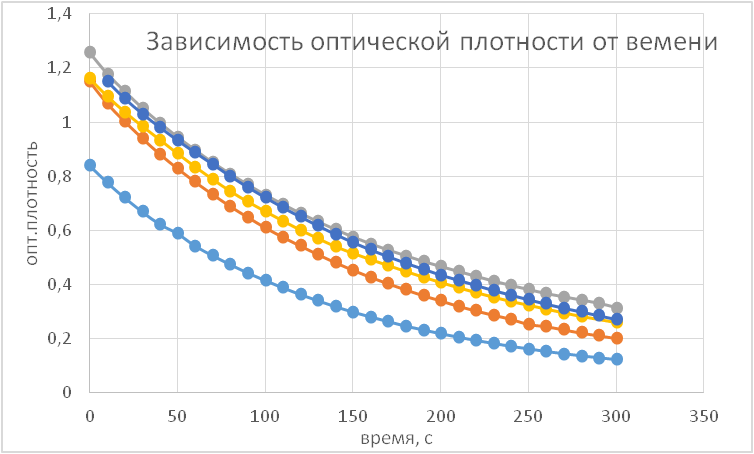 Зависимость оптической плотности от вемени
1,4
1,2
1
0,8
0,6
0,4
0,2
0
опт.плотность
0 50 100 150 200 250 300 350
время, с